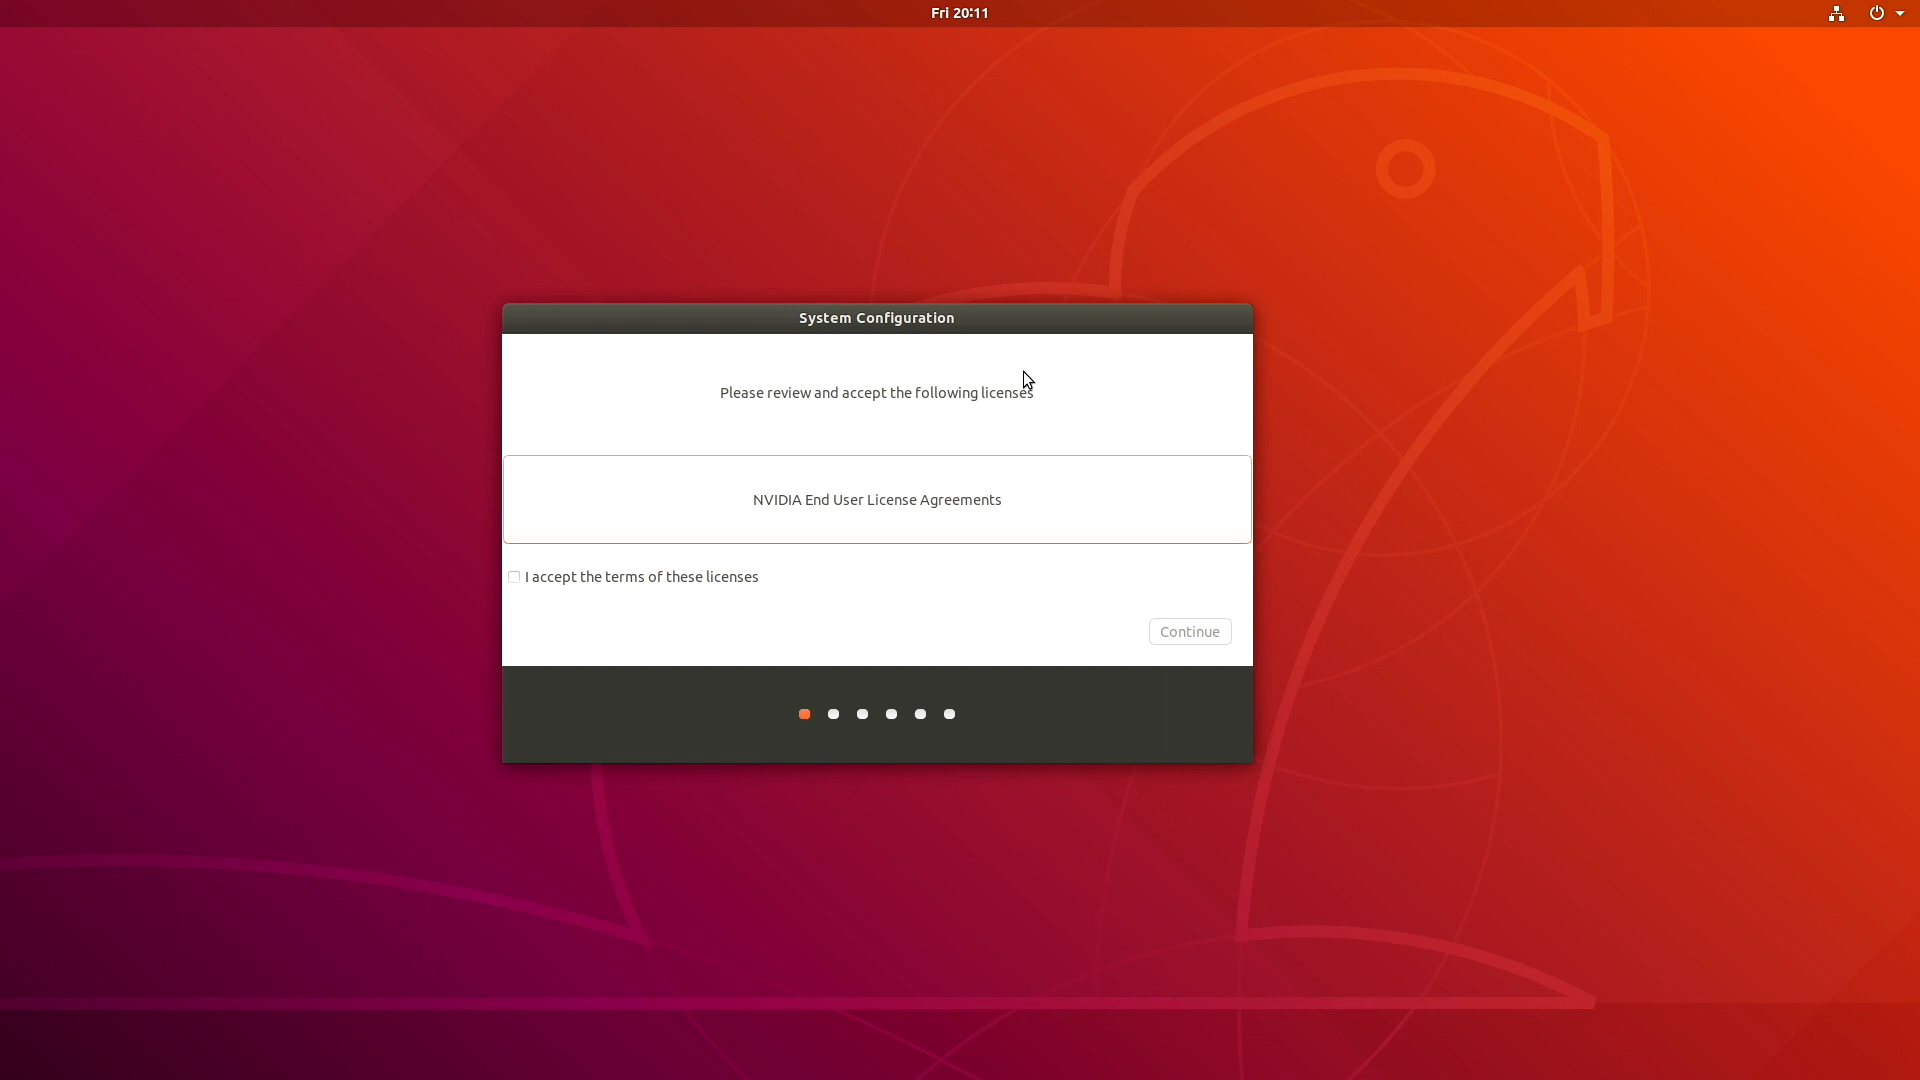 Fri 20:11
System Configuration
Please review and accept the following licenses
NVIDIA End User License Agreements
I accept the terms of these licenses
Continue